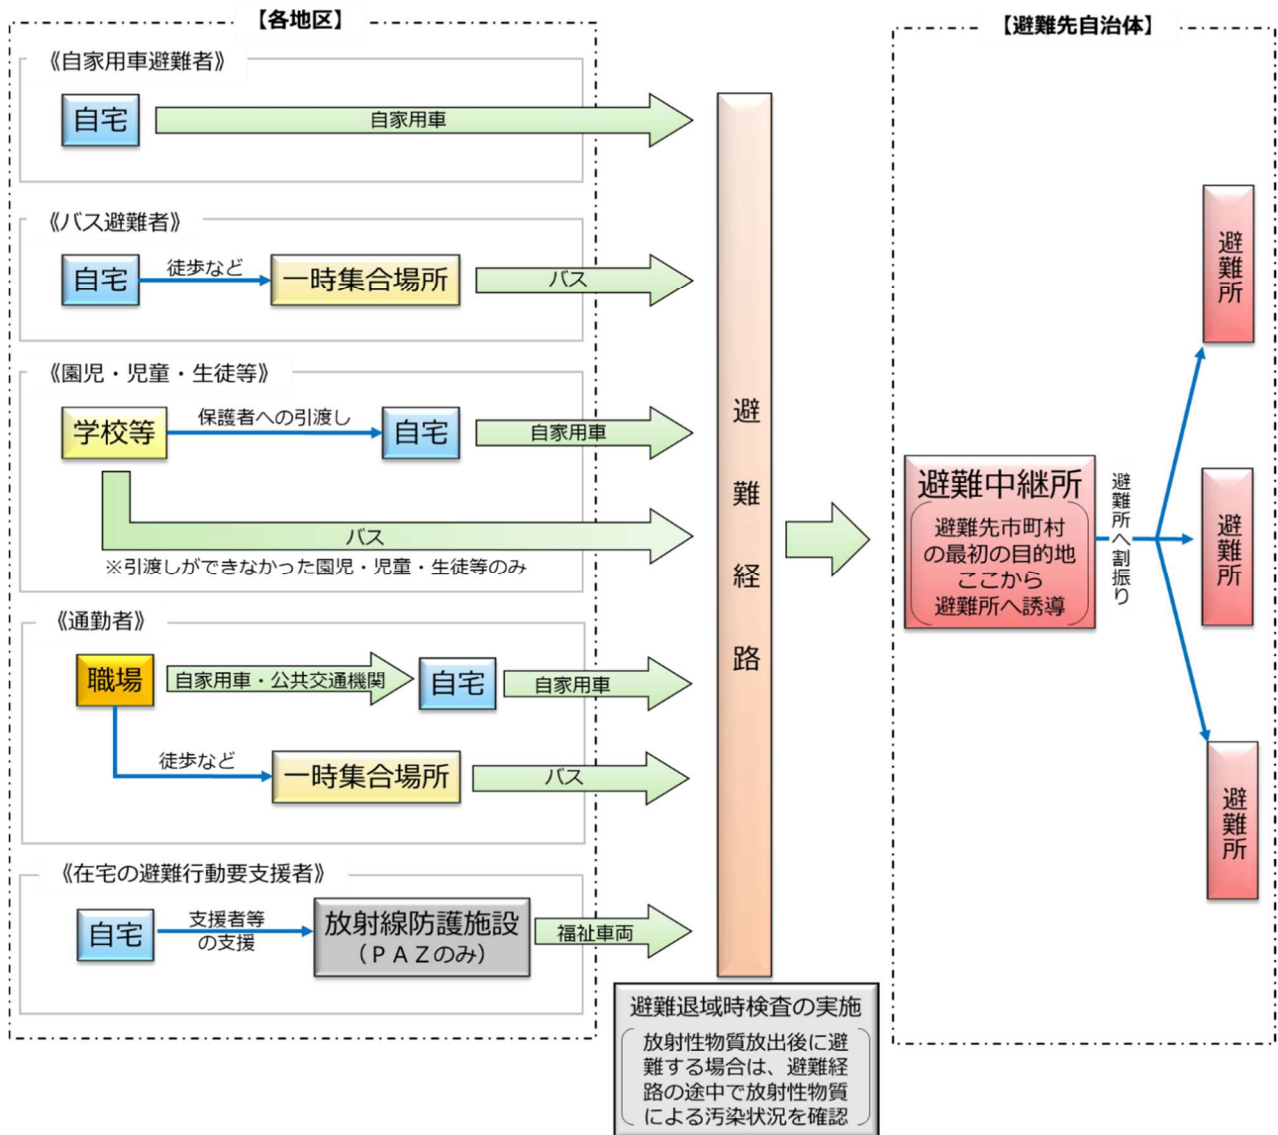 【各地区】
《自家用車避難者》
自宅
自家用車
《バス避難者》
自宅
徒歩など
一時集合場所
バス
《園児・児童・生徒等》
学校等
保護者への引渡し
自宅
自家用車
バス
※引渡しができなかった園児・児童・生徒等のみ
《通勤者》
職場
自家用車・公共交通機関
自宅
自家用車
徒歩など
一時集合場所
バス
《在宅の避難行動要支援者》
自宅
支援者等
の支援
放射線防護施設
（ＰＡＺのみ）
福祉車両
避難経路
避難退域時検査の実施
放射性物質放出後に避
難する場合は、避難経
路の途中で放射性物質
による汚染状況を確認
【避難先自治体】
避難中継所
避難先市町村
の最初の目的地
ここから
避難所へ誘導
避難所へ割振り
避難所
避難所
避難所